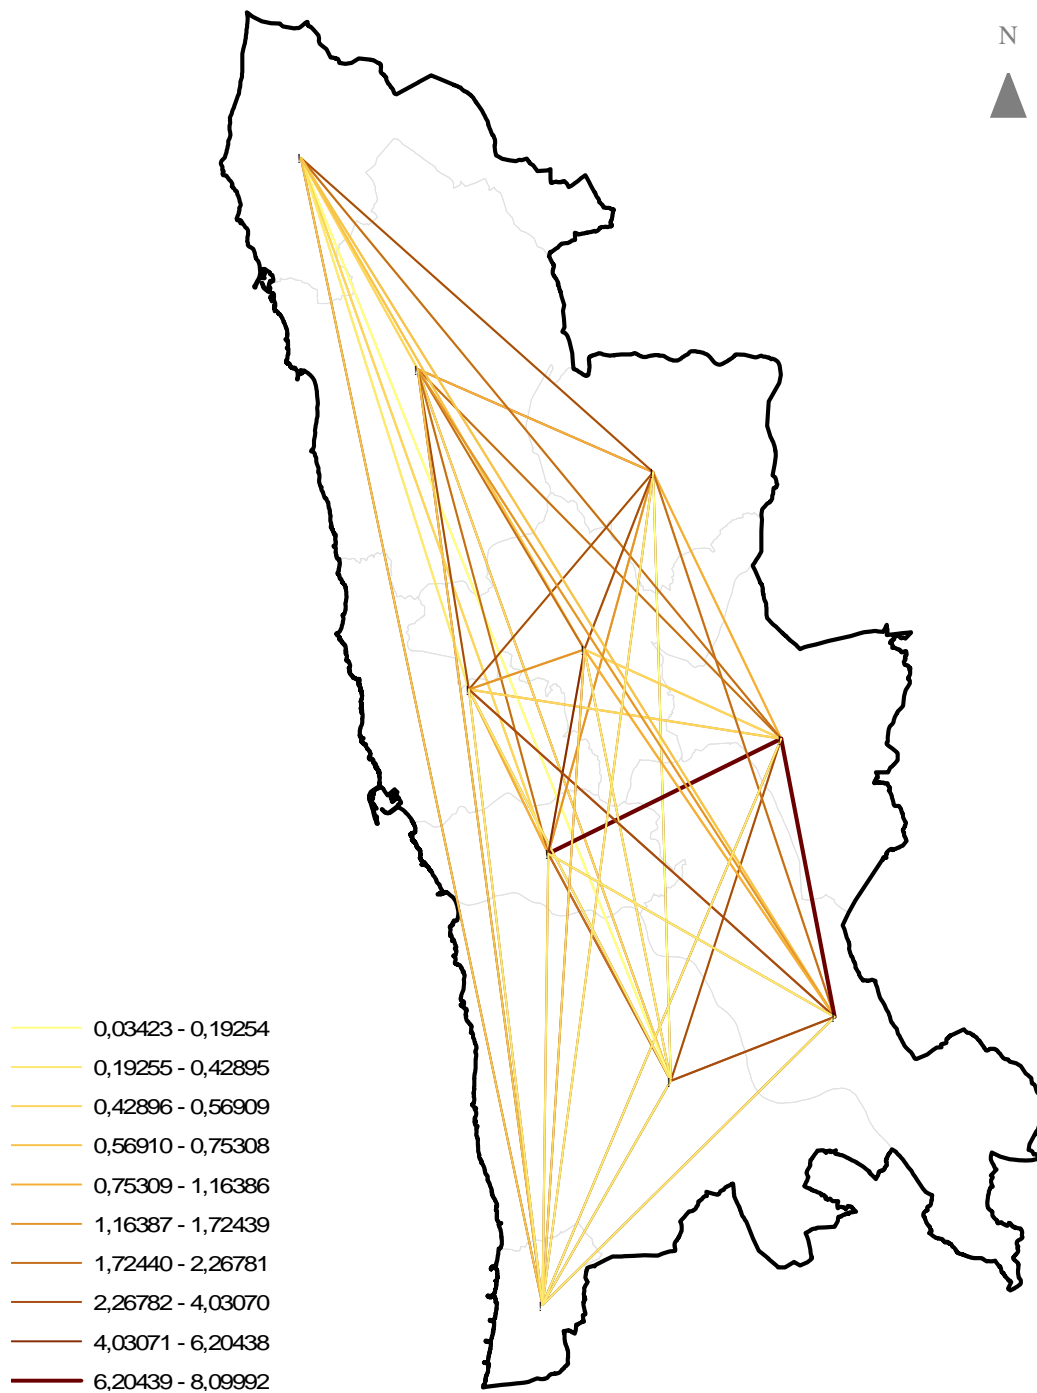 N
0,03423 - 0,19254
0,19255 - 0,42895
0,42896 - 0,56909
0,56910 - 0,75308
0,75309 - 1,16386
1,16387 - 1,72439
1,72440 - 2,26781
2,26782 - 4,03070
4,03071 - 6,20438
6,20439 - 8,09992